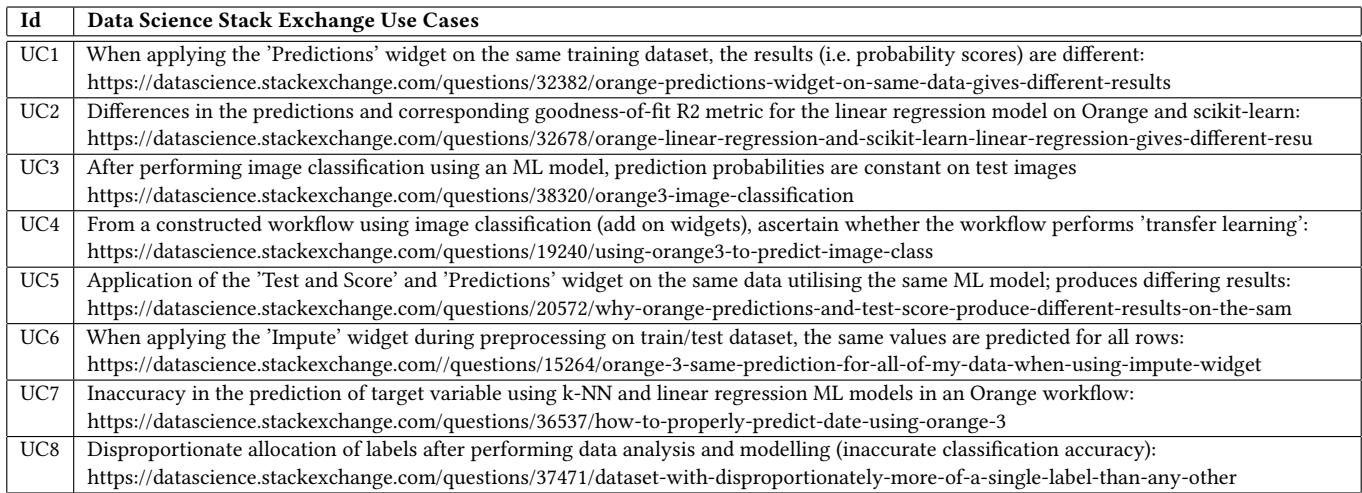 Id Data Science Stack Exchange Use Cases
UC1 When applying the ’Predictions’ widget on the same training dataset, the results (i.e. probability scores) are different:
https://datascience.stackexchange.com/questions/32382/orange-predictions-widget-on-same-data-gives-different-results
UC2 Differences in the predictions and corresponding goodness-of-fit R2 metric for the linear regression model on Orange and scikit-learn:
https://datascience.stackexchange.com/questions/32678/orange-linear-regression-and-scikit-learn-linear-regression-gives-different-resu
UC3 After performing image classification using an ML model, prediction probabilities are constant on test images
https://datascience.stackexchange.com/questions/38320/orange3-image-classification
UC4 From a constructed workflow using image classification (add on widgets), ascertain whether the workflow performs ’transfer learning’:
https://datascience.stackexchange.com/questions/19240/using-orange3-to-predict-image-class
UC5 Application of the ’Test and Score’ and ’Predictions’ widget on the same data utilising the same ML model; produces differing results:
https://datascience.stackexchange.com/questions/20572/why-orange-predictions-and-test-score-produce-different-results-on-the-sam
UC6 When applying the ’Impute’ widget during preprocessing on train/test dataset, the same values are predicted for all rows:
https://datascience.stackexchange.com//questions/15264/orange-3-same-prediction-for-all-of-my-data-when-using-impute-widget
UC7 Inaccuracy in the prediction of target variable using k-NN and linear regression ML models in an Orange workflow:
https://datascience.stackexchange.com/questions/36537/how-to-properly-predict-date-using-orange-3
UC8 Disproportionate allocation of labels after performing data analysis and modelling (inaccurate classification accuracy):
https://datascience.stackexchange.com/questions/37471/dataset-with-disproportionately-more-of-a-single-label-than-any-other